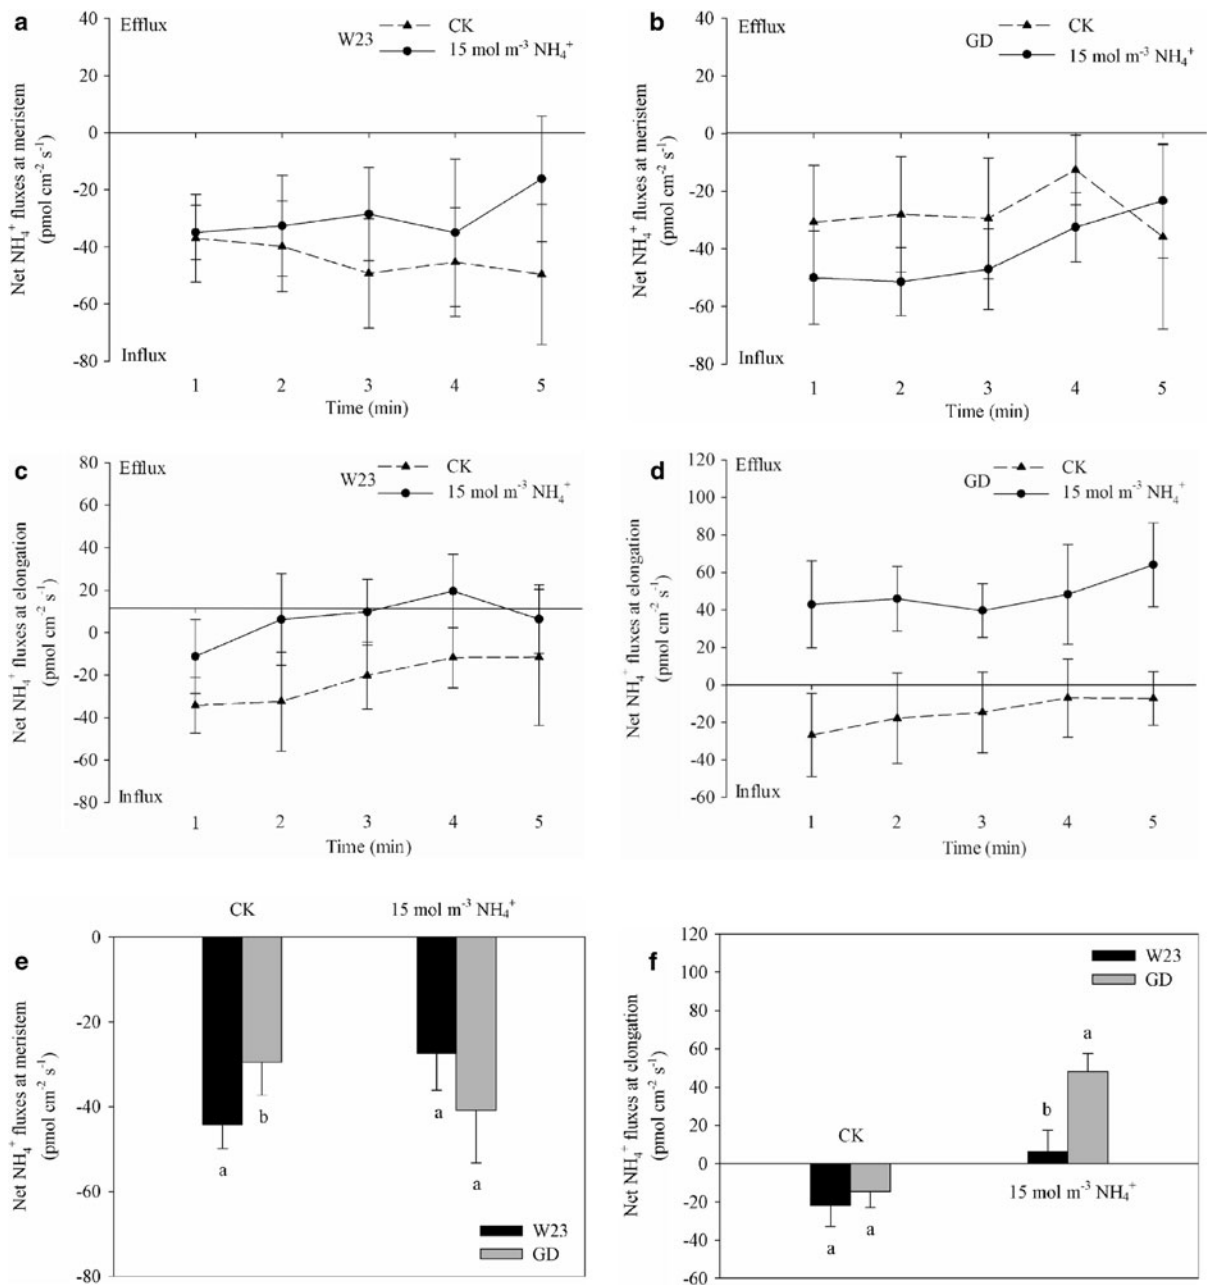 a
Efflux
W23
CK
15 mol m⁻³ NH₄⁺
40
20
0
-20
-40
-60
-80
Net NH₄⁺ fluxes at meristem
(pmol cm⁻² s⁻¹)
Influx
1 2 3 4 5
Time (min)
b
Efflux
GD
CK
15 mol m⁻³ NH₄⁺
40
20
0
-20
-40
-60
-80
Net NH₄⁺ fluxes at meristem
(pmol cm⁻² s⁻¹)
Influx
1 2 3 4 5
Time (min)
c
Efflux
W23
CK
15 mol m⁻³ NH₄⁺
80
60
40
20
0
-20
-40
-60
-80
Net NH₄⁺ fluxes at elongation
(pmol cm⁻² s⁻¹)
Influx
1 2 3 4 5
Time (min)
d
Efflux
GD
CK
15 mol m⁻³ NH₄⁺
120
100
80
60
40
20
0
-20
-40
-60
Net NH₄⁺ fluxes at elongation
(pmol cm⁻² s⁻¹)
Influx
1 2 3 4 5
Time (min)
e
CK
15 mol m⁻³ NH₄⁺
0
-20
-40
-60
-80
Net NH₄⁺ fluxes at meristem
(pmol cm⁻² s⁻¹)
a
b
a
a
W23
GD
f
120
100
80
60
40
20
0
-20
-40
-60
Net NH₄⁺ fluxes at elongation
(pmol cm⁻² s⁻¹)
W23
GD
CK
a
a
b
a
15 mol m⁻³ NH₄⁺